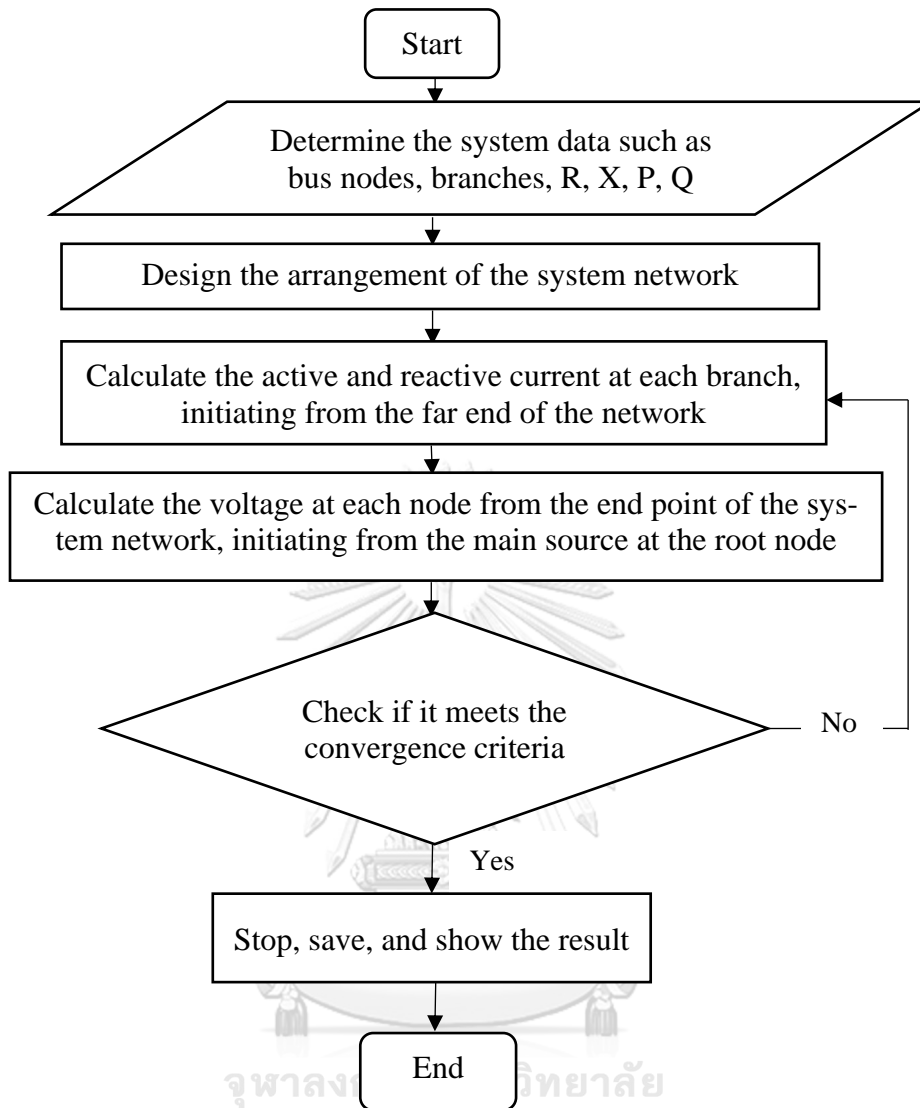 Start
Determine the system data such as
bus nodes, branches, R, X, P, Q
Design the arrangement of the system network
Calculate the active and reactive current at each branch,
initiating from the far end of the network
Calculate the voltage at each node from the end point of the sys-
tem network, initiating from the main source at the root node
Check if it meets the
convergence criteria
No
Yes
Stop, save, and show the result
End